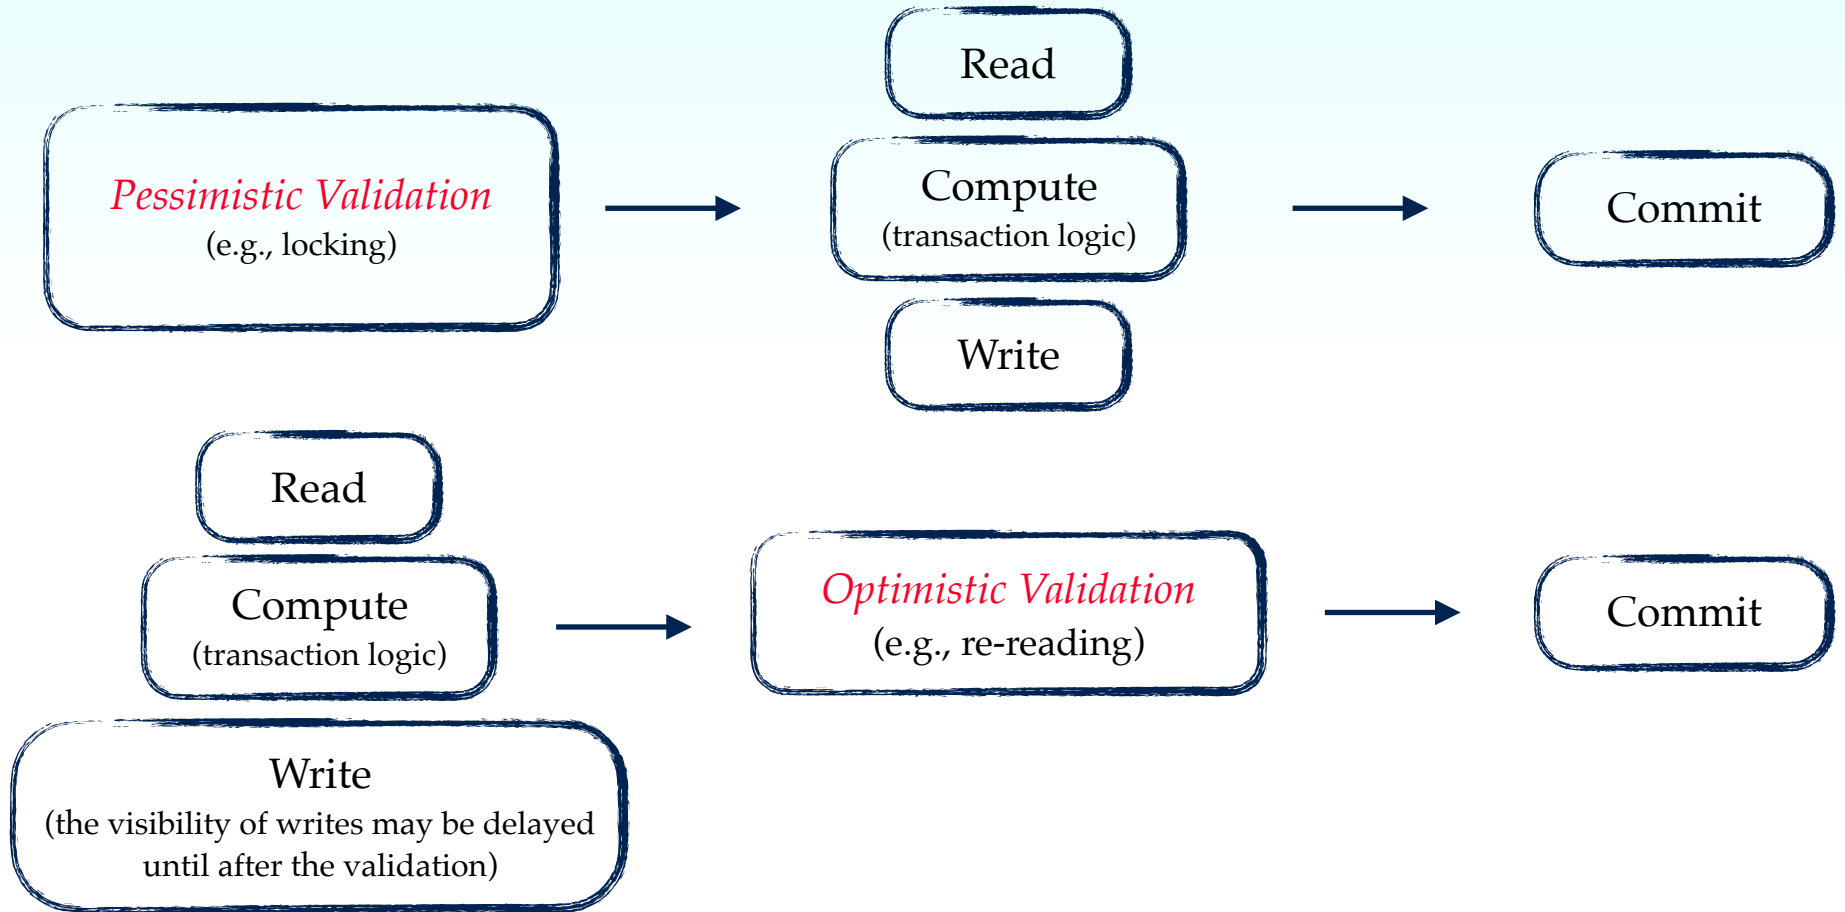 Pessimistic Validation
(e.g., locking)
Read
Compute
(transaction logic)
Write
Commit
Read
Compute
(transaction logic)
Write
(the visibility of writes may be delayed
until after the validation)
Optimistic Validation
(e.g., re-reading)
Commit